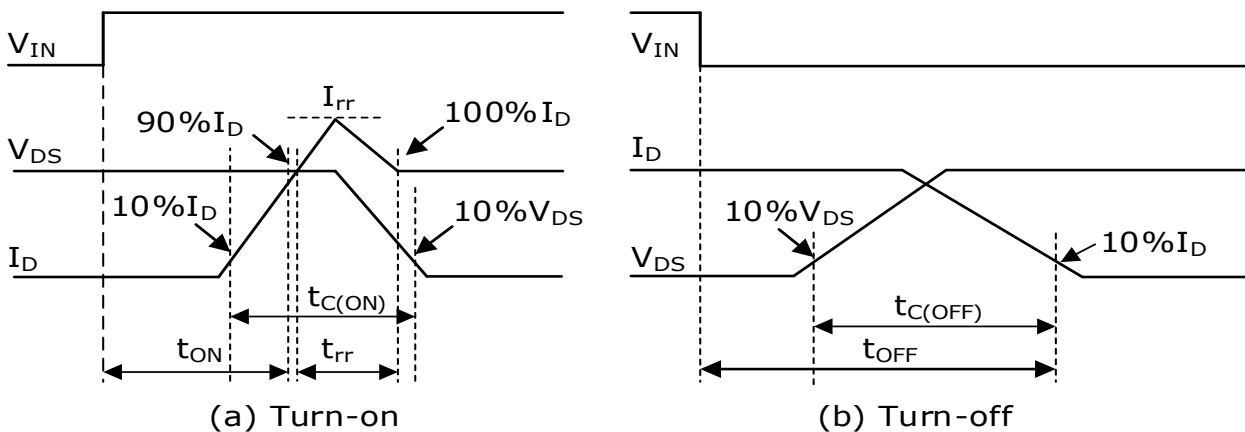 V_IN
I_rr
90%I_D
100%I_D
V_DS
10%I_D
10%V_DS
I_D
t_C(ON)
t_ON
t_rr
(a) Turn-on
V_IN
I_D
10%V_DS
10%I_D
V_DS
t_C(OFF)
t_OFF
(b) Turn-off